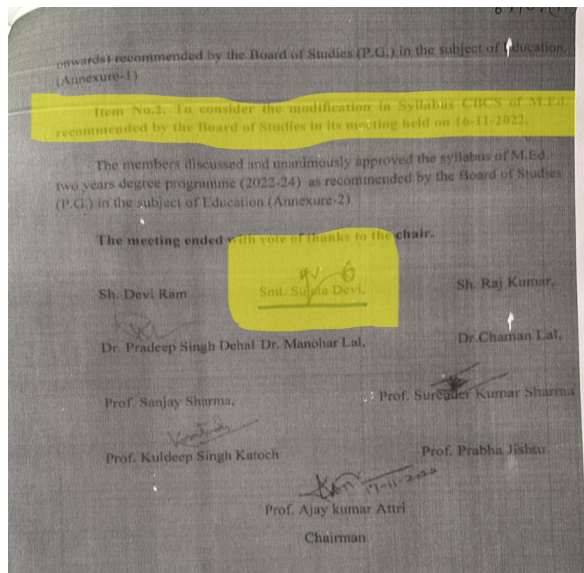 onwards) recommended by the Board of Studies (P.G.) in the subject of Education.
(Annexure-1)
Item No.2. To consider the modification in Syllabus CBCS of M.Ed.
recommended by the Board of Studies in its meeting held on 16-11-2022.
The members discussed and unanimously approved the syllabus of M.Ed.
two years degree programme (2022-24) as recommended by the Board of Studies
(P.G.) in the subject of Education (Annexure-2)
The meeting ended with vote of thanks to the chair.
Sh. Devi Ram Smt. Sujata Devi, Sh. Raj Kumar,
Dr. Pradeep Singh Dehal Dr. Manohar Lal, Dr.Chaman Lal,
Prof. Sanjay Sharma, Prof. Surender Kumar Sharma
Prof. Kuldeep Singh Katoch Prof. Prabha Jishtu
17-11-2022
Prof. Ajay kumar Attri
Chairman